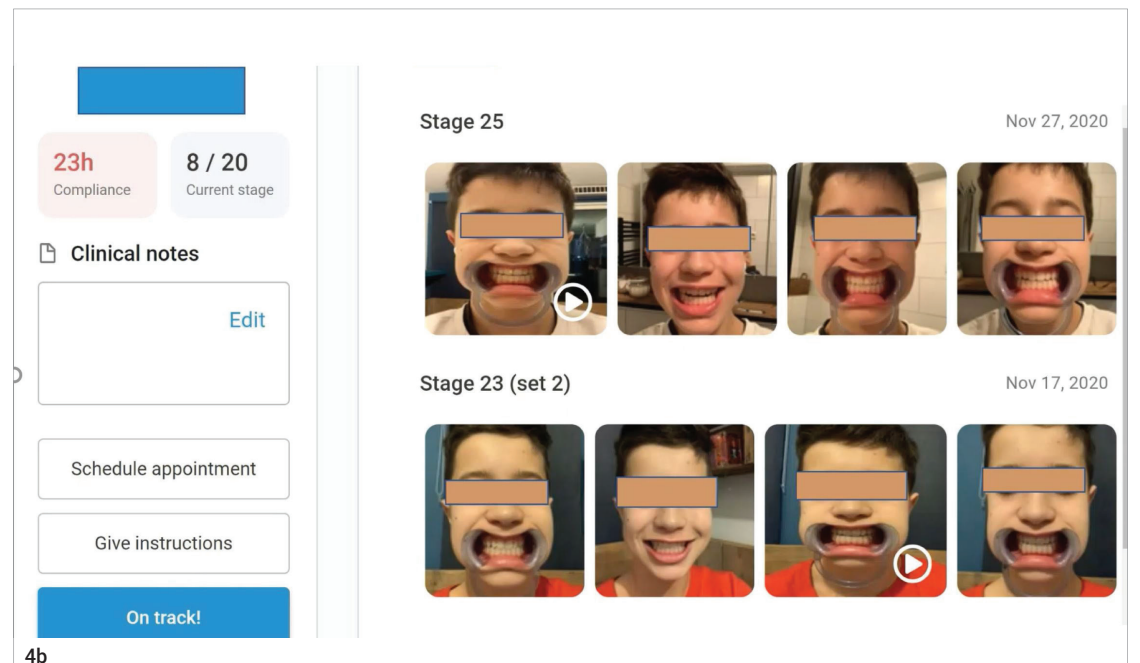 23h
Compliance
8 / 20
Current stage
Clinical notes
Edit
Schedule appointment
Give instructions
On track!
Stage 25
Nov 27, 2020
Stage 23 (set 2)
Nov 17, 2020
4b